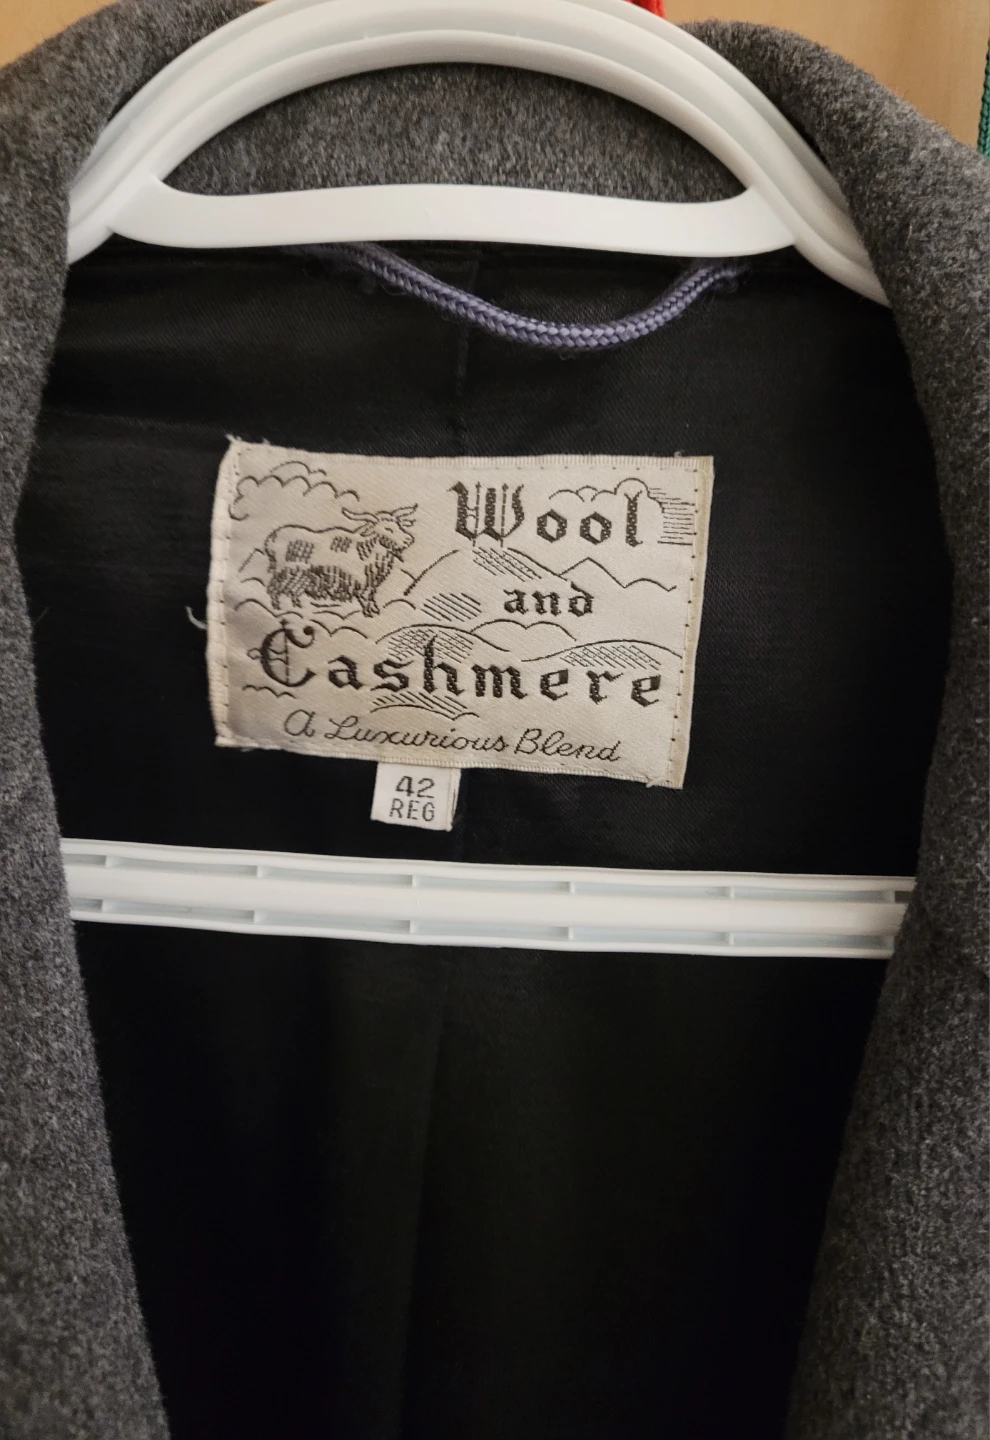 Wool
and
Cashmere
A Luxurious Blend
42
REG